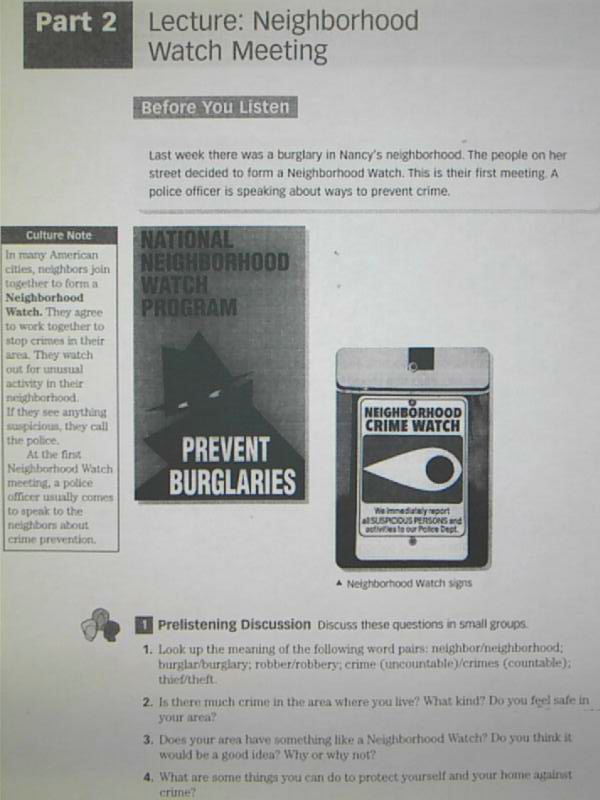 Part 2
Lecture: Neighborhood
Watch Meeting
Before You Listen
Last week there was a burglary in Nancy's neighborhood. The people on her
street decided to form a Neighborhood Watch. This is their first meeting. A
police officer is speaking about ways to prevent crime.
Culture Note
In many American
cities, neighbors join
together to form a
Neighborhood
Watch. They agree
to work together to
stop crimes in their
area. They watch
out for unusual
activity in their
neighborhood.
If they see anything
suspicious, they call
the police.
At the first
Neighborhood Watch
meeting, a police
officer usually comes
to speak to the
neighbors about
crime prevention.
NATIONAL
NEIGHBORHOOD
WATCH
PROGRAM
PREVENT
BURGLARIES
NEIGHBORHOOD
CRIME WATCH
We immediately report
all SUSPICIOUS PERSONS and
activities to our Police Dept.
▲ Neighborhood Watch signs
1 Prelistening Discussion Discuss these questions in small groups.
1. Look up the meaning of the following word pairs: neighbor/neighborhood;
burglar/burglary; robber/robbery; crime (uncountable)/crimes (countable);
thief/theft.
2. Is there much crime in the area where you live? What kind? Do you feel safe in
your area?
3. Does your area have something like a Neighborhood Watch? Do you think it
would be a good idea? Why or why not?
4. What are some things you can do to protect yourself and your home against
crime?